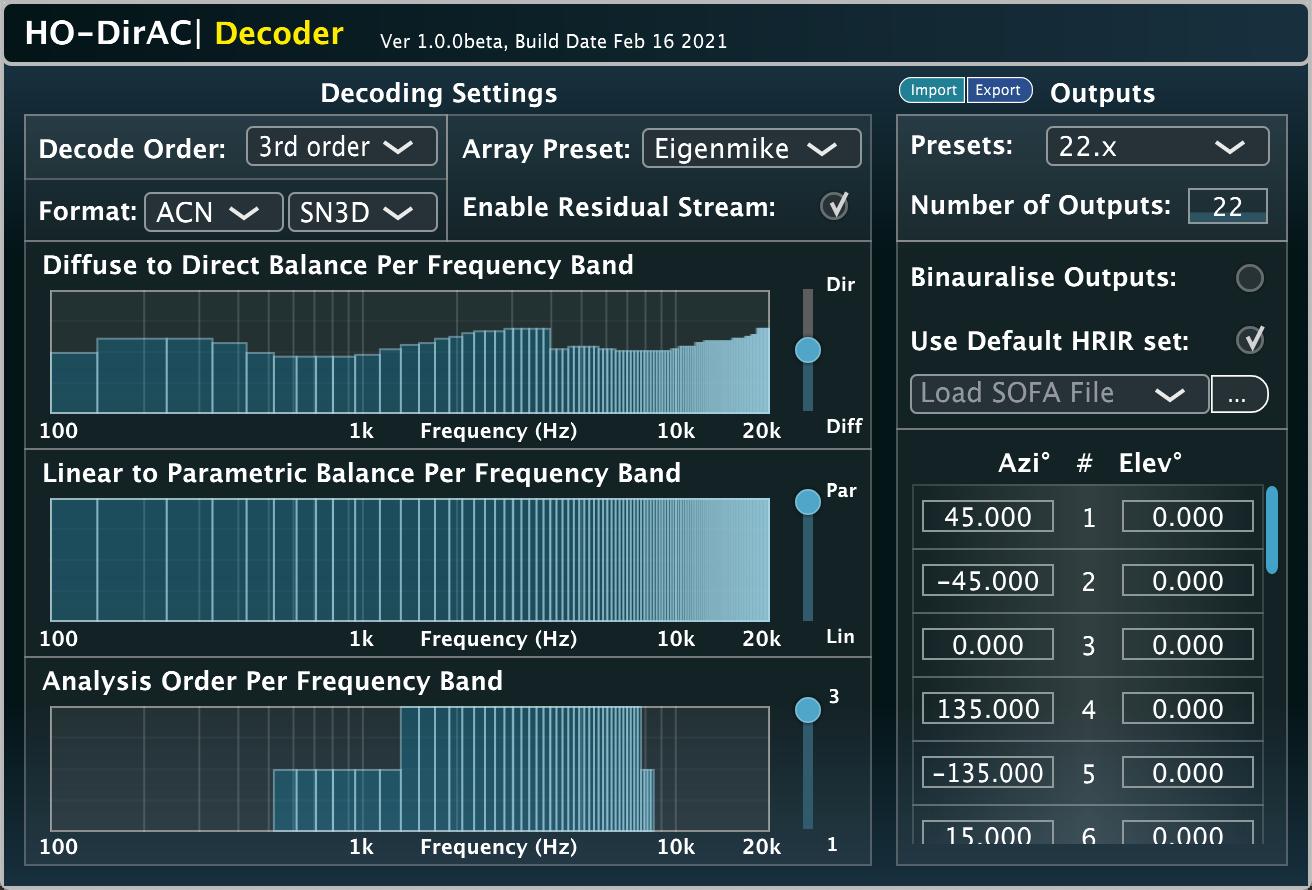 HO-DirAC| Decoder Ver 1.0.0beta, Build Date Feb 16 2021
Decoding Settings
Decode Order: 3rd order
Array Preset: Eigenmike
Format: ACN SN3D
Enable Residual Stream:
Diffuse to Direct Balance Per Frequency Band
Dir
Diff
100 1k Frequency (Hz) 10k 20k
Linear to Parametric Balance Per Frequency Band
Par
Lin
100 1k Frequency (Hz) 10k 20k
Analysis Order Per Frequency Band
3
1
100 1k Frequency (Hz) 10k 20k
Import Export Outputs
Presets: 22.x
Number of Outputs: 22
Binauralise Outputs:
Use Default HRIR set:
Load SOFA File ...
Azi° # Elev°
45.000 1 0.000
-45.000 2 0.000
0.000 3 0.000
135.000 4 0.000
-135.000 5 0.000
15.000 6 0.000